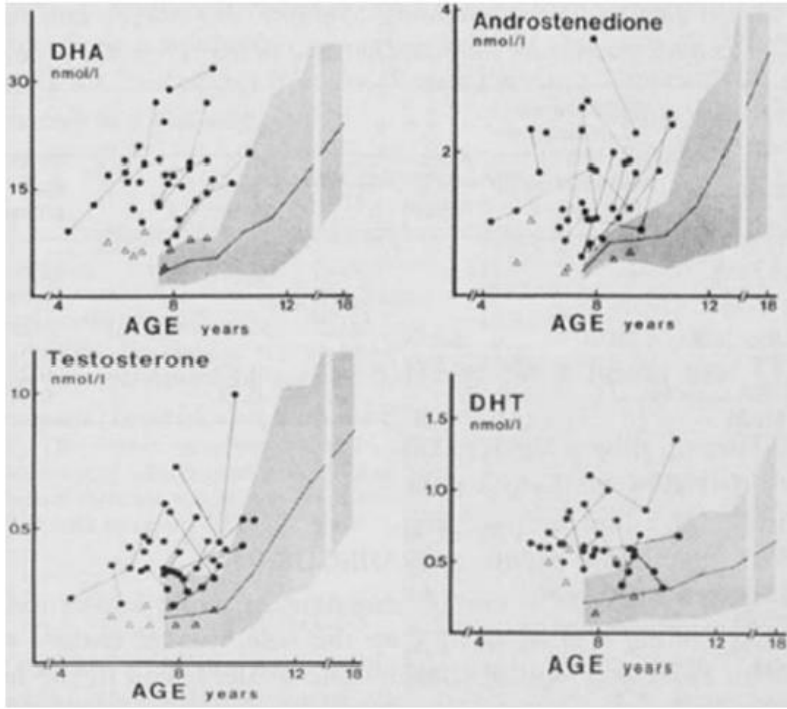 DHA
nmol/l
30
15
4 8 12 18
AGE years
Androstenedione
nmol/l
4
2
4 8 12 18
AGE years
Testosterone
nmol/l
1.0
0.5
4 8 12 18
AGE years
DHT
nmol/l
1.5
1.0
0.5
4 8 12 18
AGE years